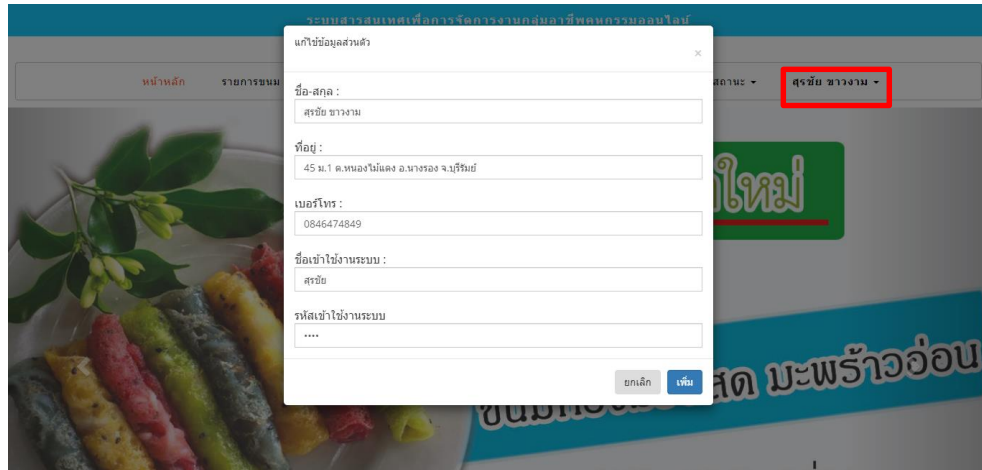 ระบบสารสนเทศเพื่อการจัดการงานกลุ่มอาชีพคหกรรมออนไลน์
แก้ไข้ข้อมูลส่วนตัว
×
หน้าหลัก รายการขนม สถานะ สุรชัย ขาวงาม
ชื่อ-สกุล :
สุรชัย ขาวงาม
ที่อยู่ :
45 ม.1 ต.หนองไม้แดง อ.นางรอง จ.บุรีรัมย์
เบอร์โทร :
0846474849
ชื่อเข้าใช้งานระบบ :
สุรชัย
รหัสเข้าใช้งานระบบ
....
ยกเลิก เพิ่ม
ใหม่
สด มะพร้าวอ่อน